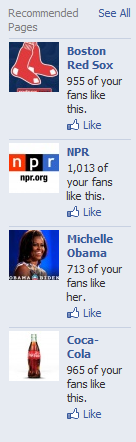 Recommended Pages See All
Boston
Red Sox
955 of your
fans like
this.
Like
n p r
npr.org
NPR
1,013 of
your fans
like this.
Like
OBAMA BIDEN
Michelle
Obama
713 of your
fans like
her.
Like
Coca-
Cola
965 of your
fans like
this.
Like